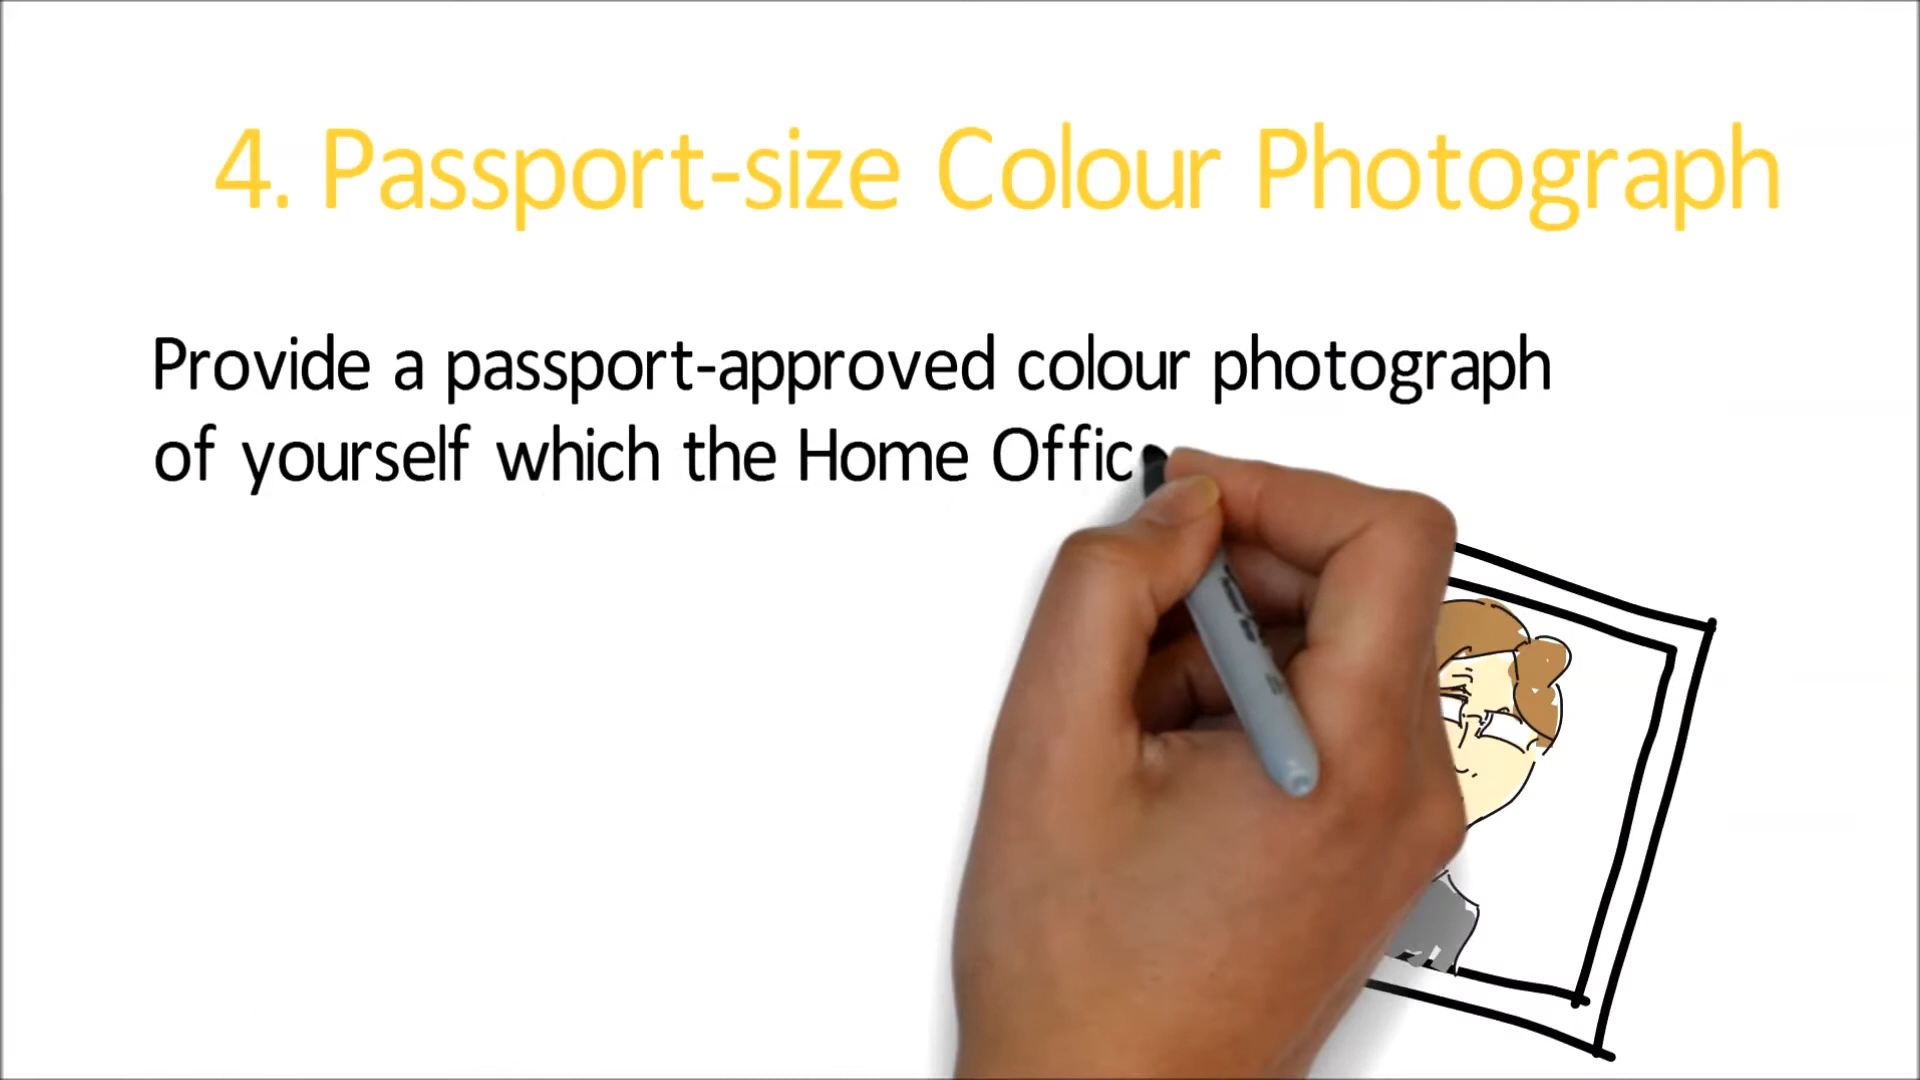 4. Passport-size Colour Photograph
Provide a passport-approved colour photograph
of yourself which the Home Offic